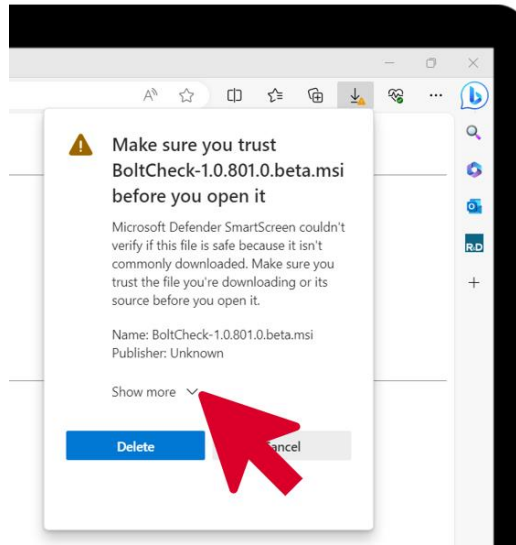 Make sure you trust
BoltCheck-1.0.801.0.beta.msi
before you open it
Microsoft Defender SmartScreen couldn't
verify if this file is safe because it isn't
commonly downloaded. Make sure you
trust the file you're downloading or its
source before you open it.
Name: BoltCheck-1.0.801.0.beta.msi
Publisher: Unknown
Show more
Delete
Cancel
R&D